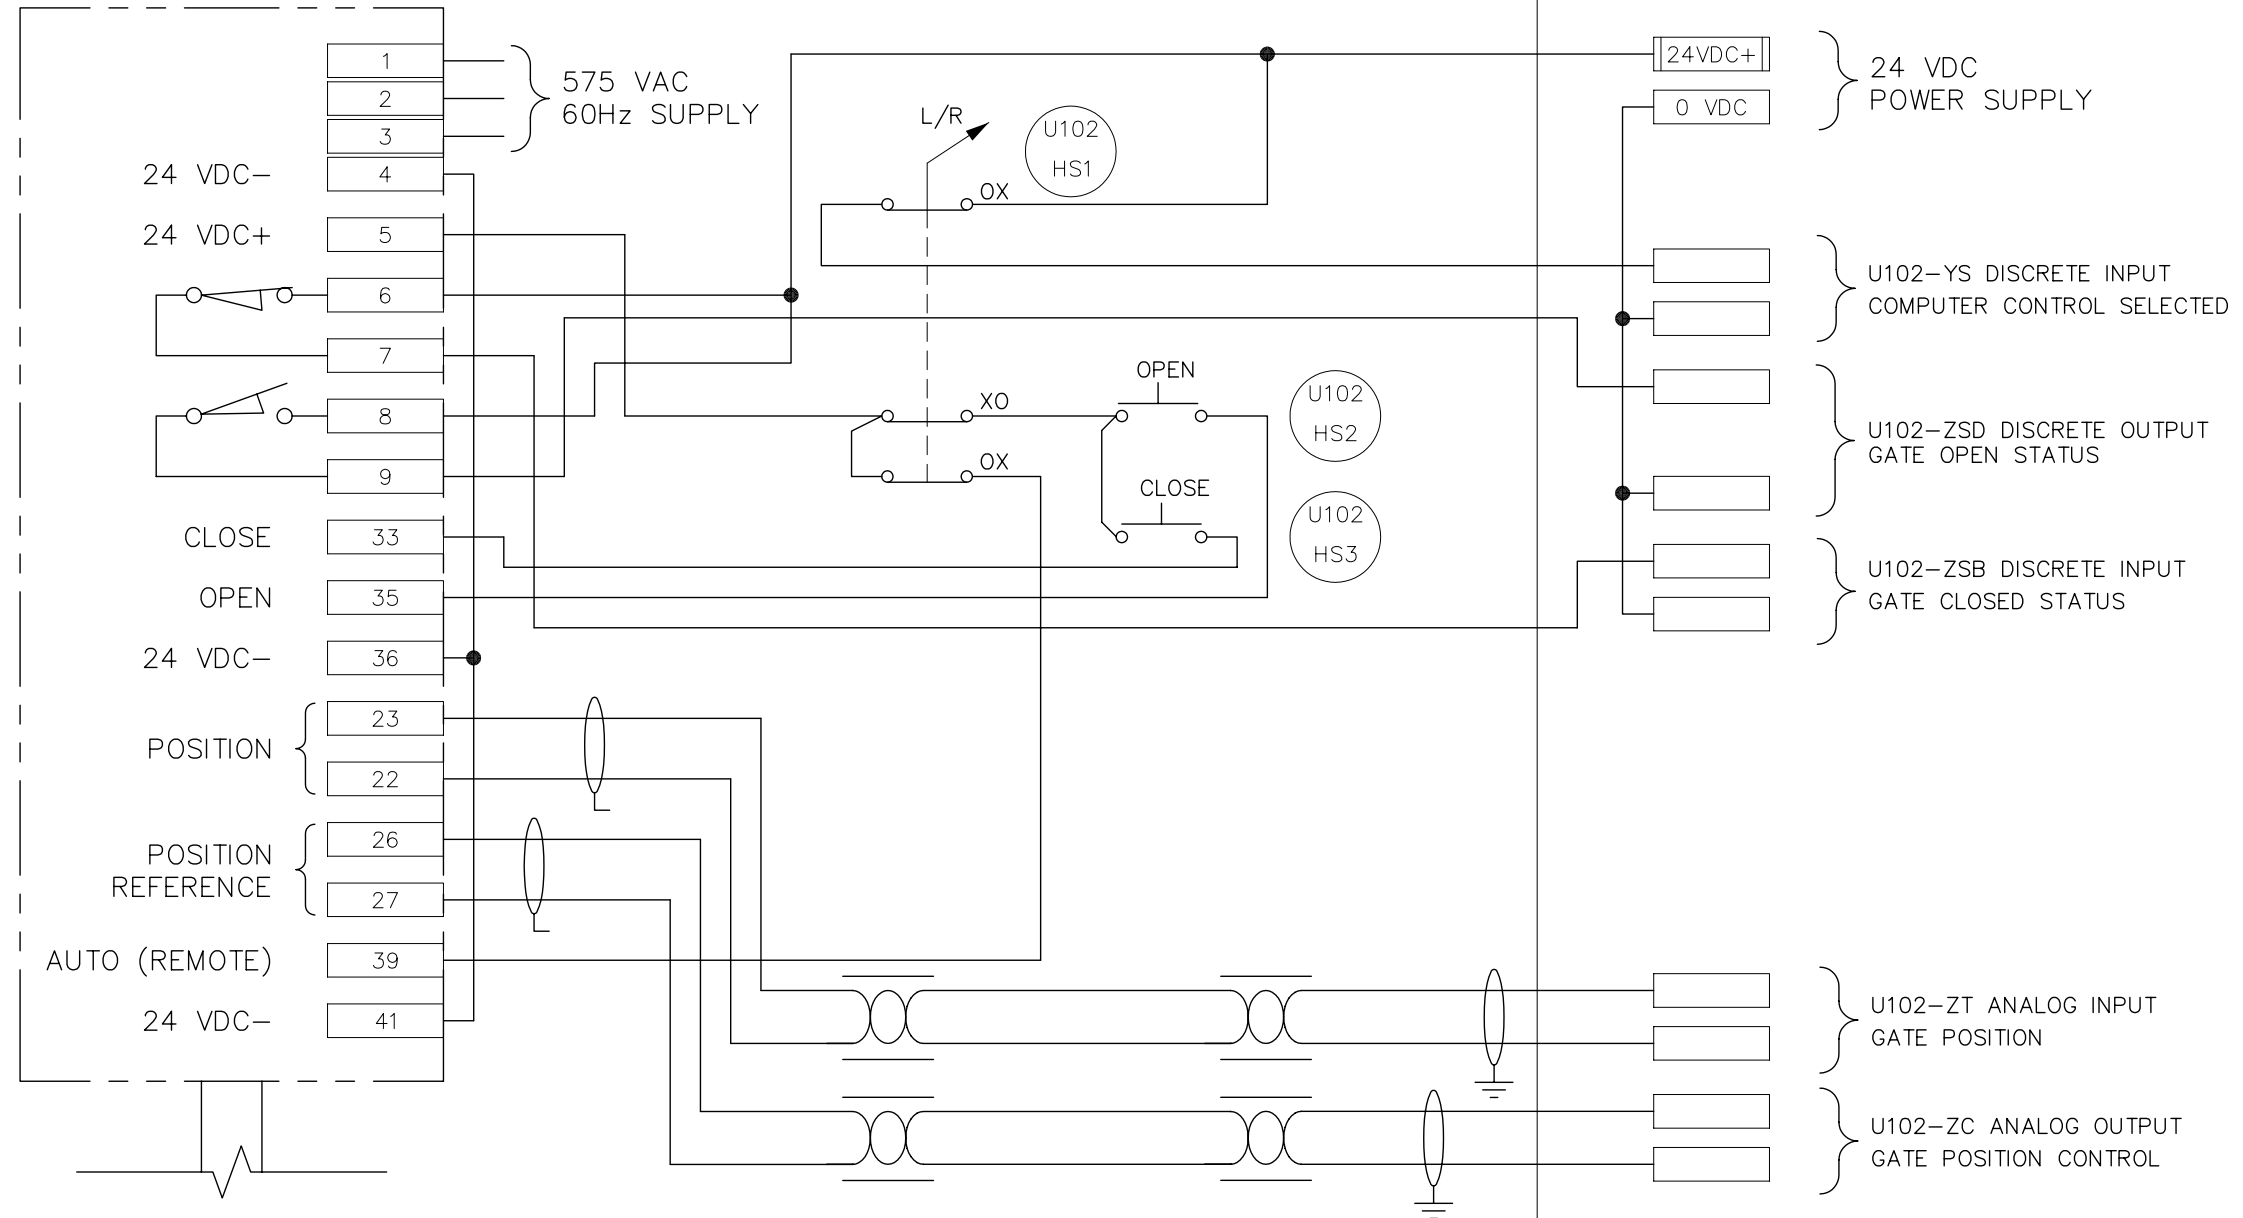 1
2
3
575 VAC
60Hz SUPPLY
24 VDC- 4
24 VDC+ 5
6
7
8
9
CLOSE 33
OPEN 35
24 VDC- 36
POSITION
23
22
POSITION
REFERENCE
26
27
AUTO (REMOTE) 39
24 VDC- 41
L/R
U102
HS1
OX
XO
OX
OPEN
U102
HS2
CLOSE
U102
HS3
24VDC+
0 VDC
24 VDC
POWER SUPPLY
U102-YS DISCRETE INPUT
COMPUTER CONTROL SELECTED
U102-ZSD DISCRETE OUTPUT
GATE OPEN STATUS
U102-ZSB DISCRETE INPUT
GATE CLOSED STATUS
U102-ZT ANALOG INPUT
GATE POSITION
U102-ZC ANALOG OUTPUT
GATE POSITION CONTROL